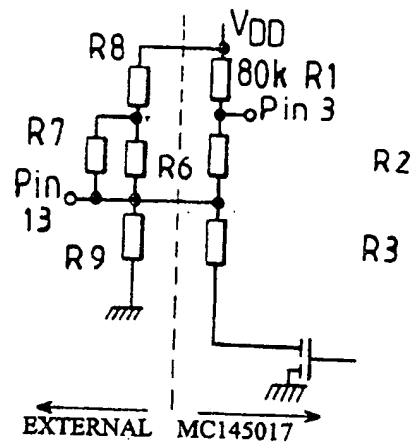 VDD
R8
80k R1
Pin 3
R7
R6
R2
Pin
13
R9
R3
EXTERNAL
MC145017